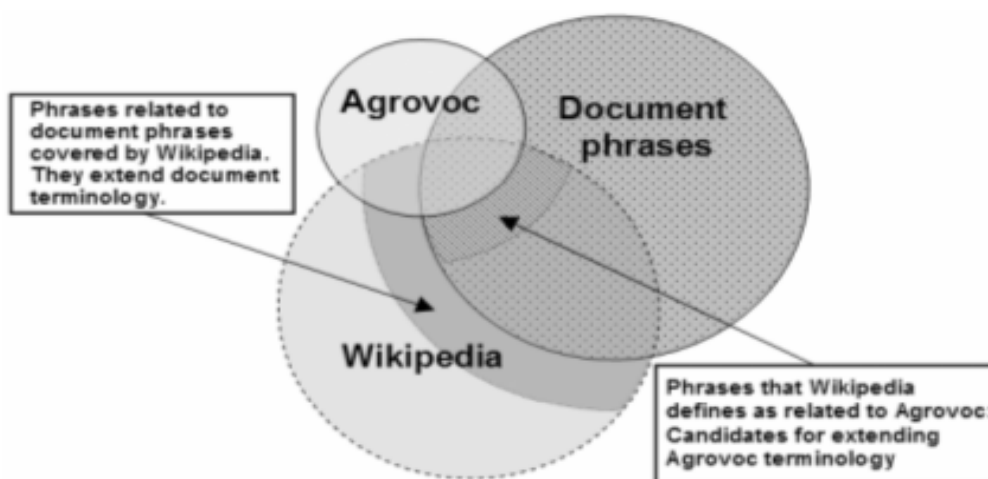 Agrovoc
Document
phrases
Phrases related to
document phrases
covered by Wikipedia.
They extend document
terminology.
Wikipedia
Phrases that Wikipedia
defines as related to Agrovoc:
Candidates for extending
Agrovoc terminology